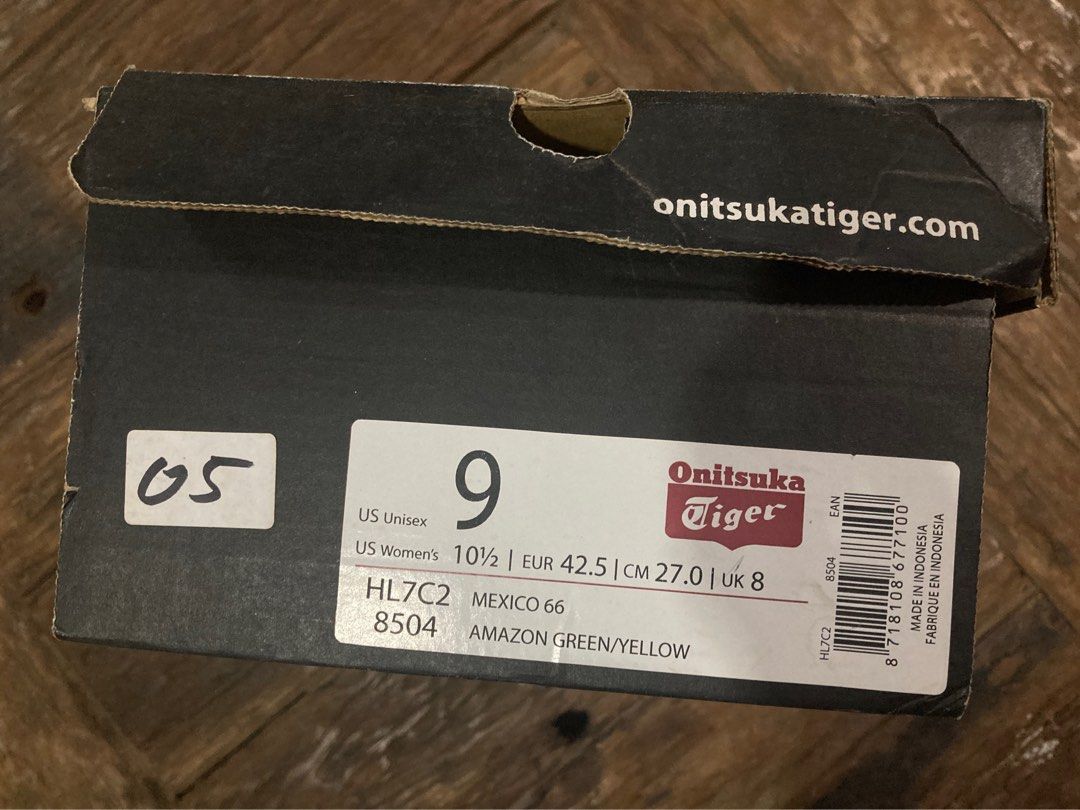 onitsukatiger.com
05
US Unisex 9
Onitsuka
Tiger
US Women's 10½ | EUR 42.5 | CM 27.0 | UK 8
HL7C2 MEXICO 66
8504 AMAZON GREEN/YELLOW
HL7C2 8504 EAN
8 718108 677100
MADE IN INDONESIA
FABRIQUE EN INDONESIA